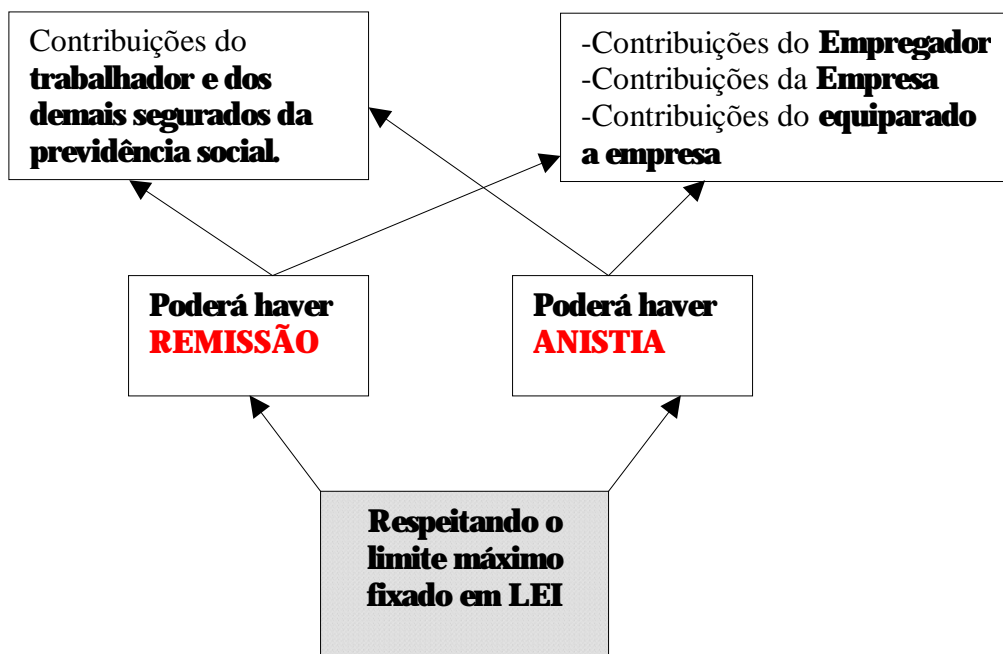 Contribuições do
trabalhador e dos
demais segurados da
previdência social.
-Contribuições do Empregador
-Contribuições da Empresa
-Contribuições do equiparado
a empresa
Poderá haver
REMISSÃO
Poderá haver
ANISTIA
Respeitando o
limite máximo
fixado em LEI